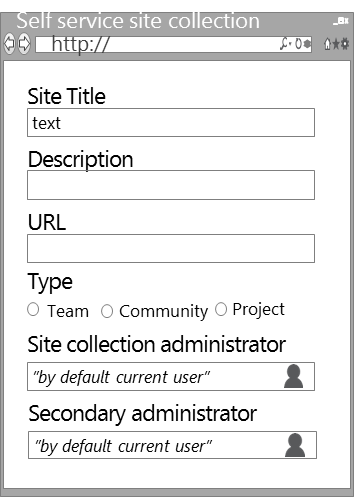 Self service site collection
http://
Site Title
text
Description
URL
Type
Team Community Project
Site collection administrator
"by default current user"
Secondary administrator
"by default current user"